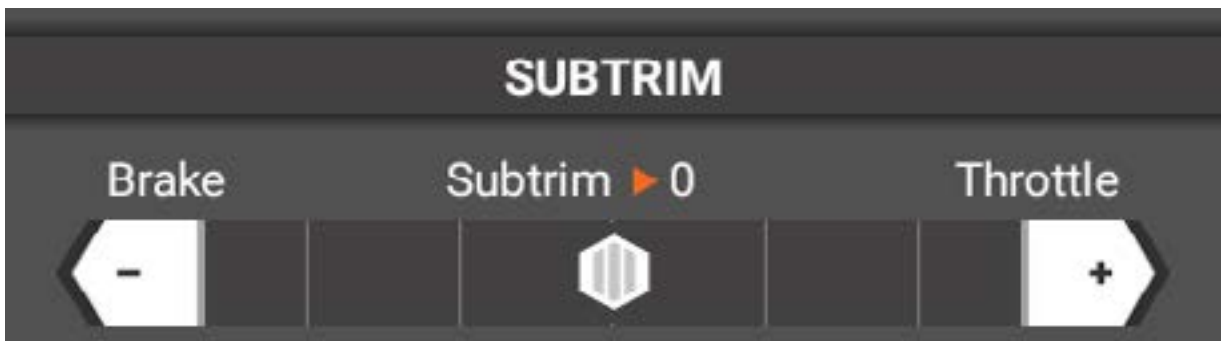 SUBTRIM
Brake Subtrim ▶ 0 Throttle
- +